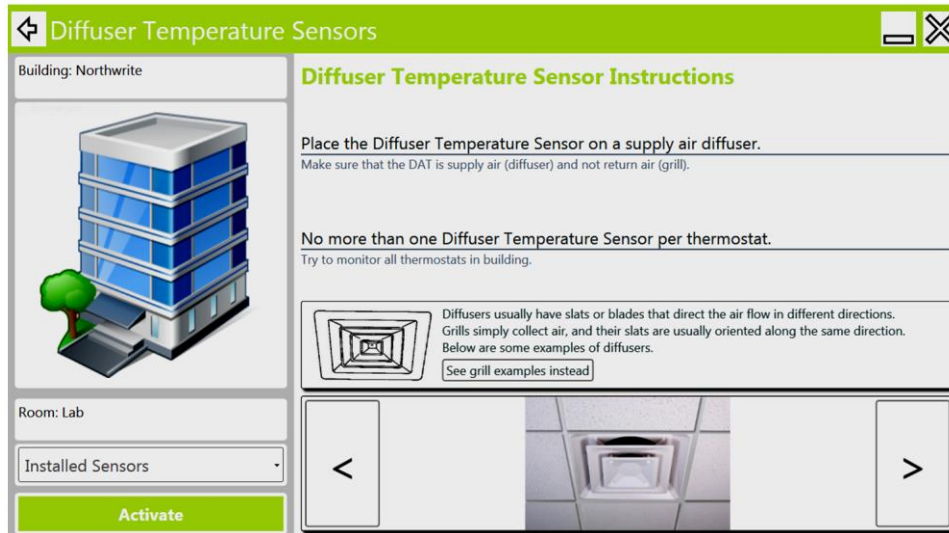 Diffuser Temperature Sensors
Building: Northwrite
Diffuser Temperature Sensor Instructions
Place the Diffuser Temperature Sensor on a supply air diffuser.
Make sure that the DAT is supply air (diffuser) and not return air (grill).
No more than one Diffuser Temperature Sensor per thermostat.
Try to monitor all thermostats in building.
Diffusers usually have slats or blades that direct the air flow in different directions.
Grills simply collect air, and their slats are usually oriented along the same direction.
Below are some examples of diffusers.
See grill examples instead
Room: Lab
Installed Sensors
Activate
<
>